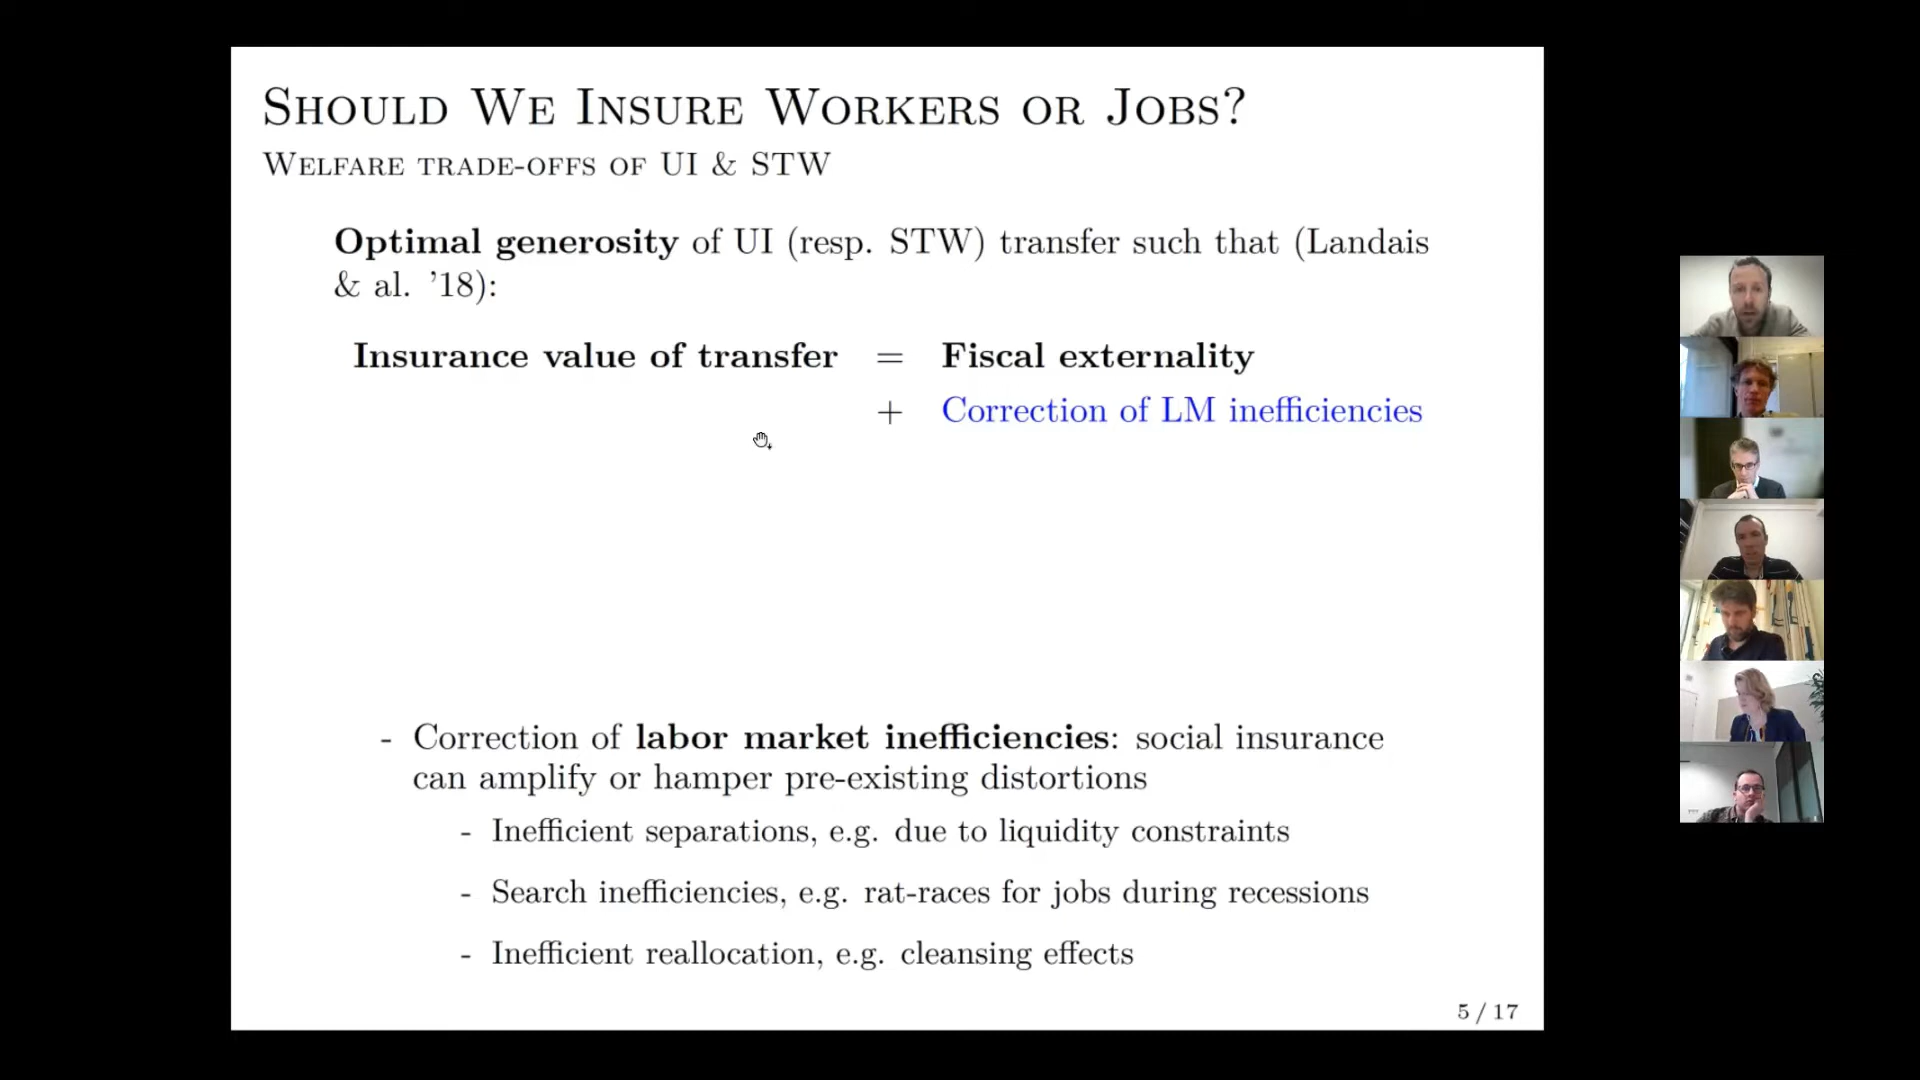 Should We Insure Workers or Jobs?
Welfare trade-offs of UI & STW
Optimal generosity of UI (resp. STW) transfer such that (Landais
& al. ’18):
Insurance value of transfer = Fiscal externality
+ Correction of LM inefficiencies
- Correction of labor market inefficiencies: social insurance
can amplify or hamper pre-existing distortions
- Inefficient separations, e.g. due to liquidity constraints
- Search inefficiencies, e.g. rat-races for jobs during recessions
- Inefficient reallocation, e.g. cleansing effects
5 / 17